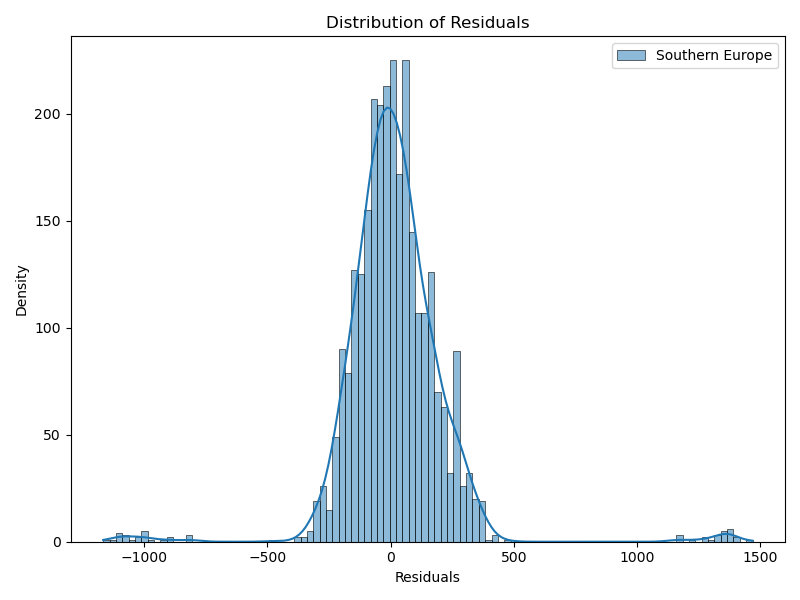 Distribution of Residuals
Southern Europe
Density
200
150
100
50
0
−1000
−500
0
500
1000
1500
Residuals